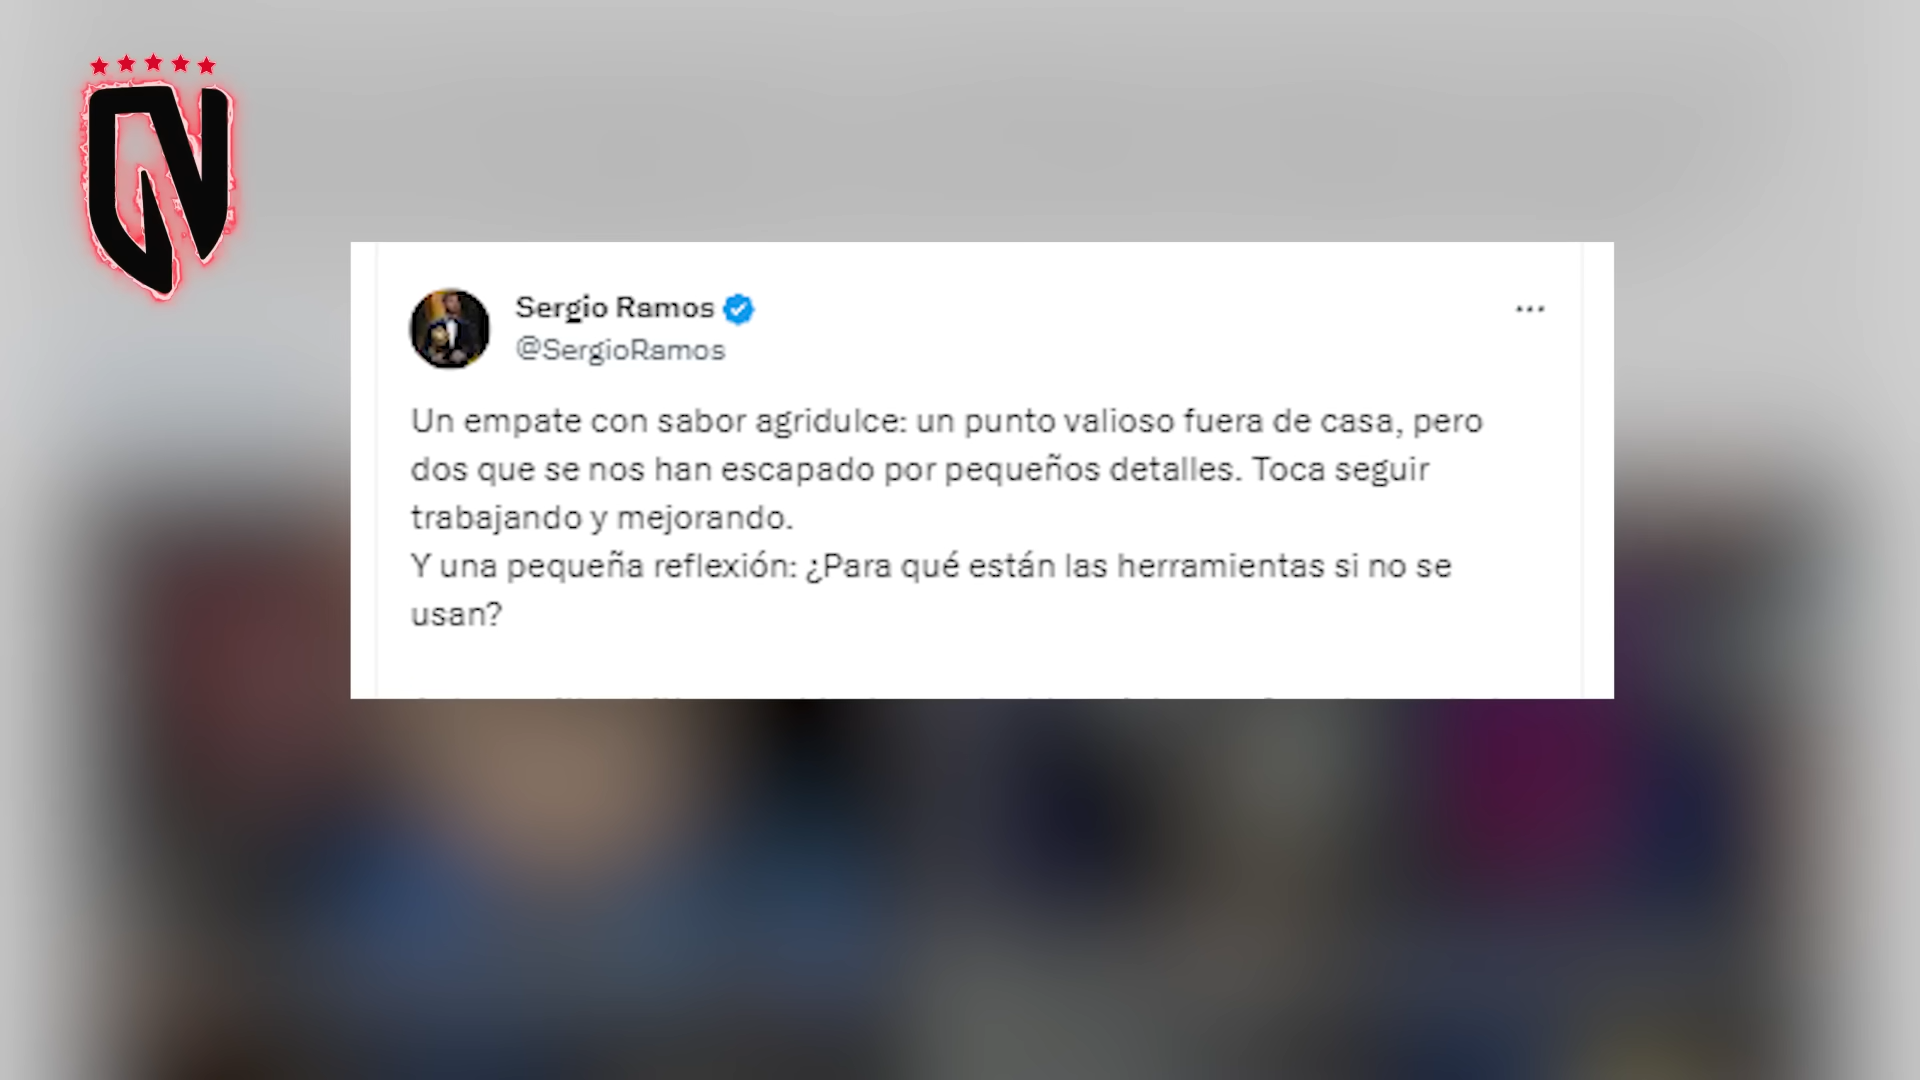 Sergio Ramos
@SergioRamos
Un empate con sabor agridulce: un punto valioso fuera de casa, pero
dos que se nos han escapado por pequeños detalles. Toca seguir
trabajando y mejorando.
Y una pequeña reflexión: ¿Para qué están las herramientas si no se
usan?